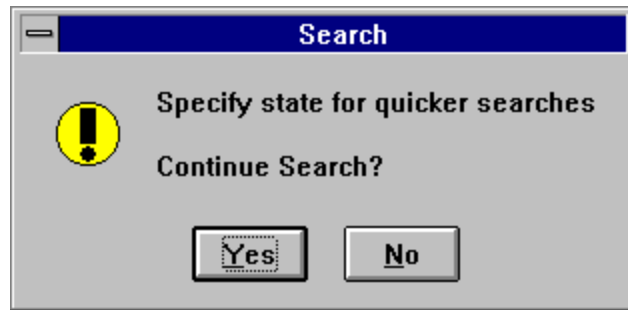 Search
Specify state for quicker searches
Continue Search?
Yes
No